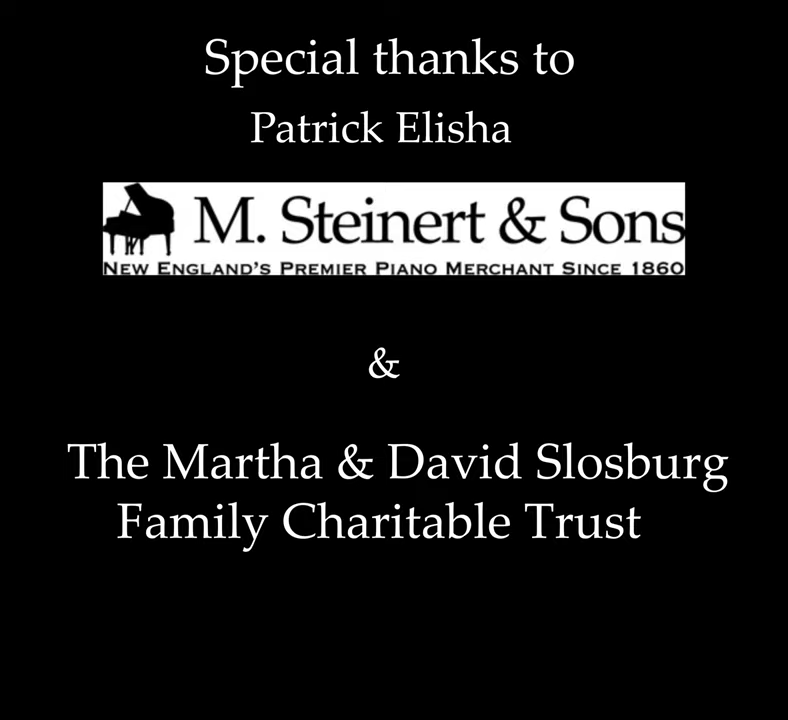 Special thanks to
Patrick Elisha
M. Steinert & Sons
NEW ENGLAND'S PREMIER PIANO MERCHANT SINCE 1860
&
The Martha & David Slosburg
Family Charitable Trust